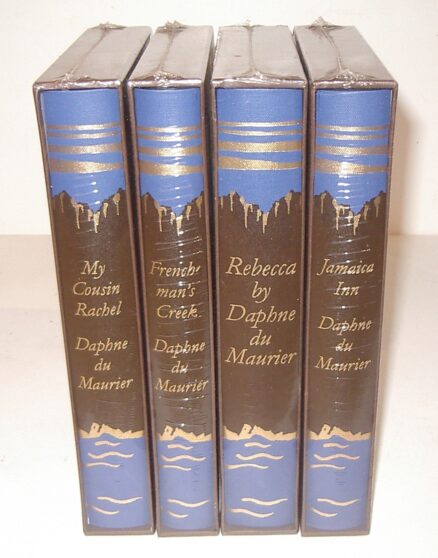 My
Cousin
Rachel
Daphne
du
Maurier
French-
man's
Creek
Daphne
du
Maurier
Rebecca
by
Daphne
du
Maurier
Jamaica
Inn
Daphne
du
Maurier